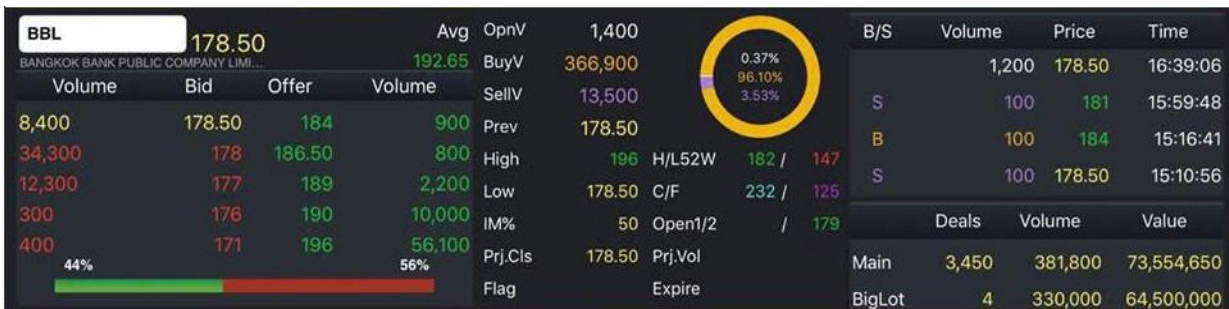 BBL 178.50 Avg
BANGKOK BANK PUBLIC COMPANY LIMI... 192.65
Volume Bid Offer Volume
8,400 178.50 184 900
34,300 178 186.50 800
12,300 177 189 2,200
300 176 190 10,000
400 171 196 56,100
44% 56%
OpnV 1,400
BuyV 366,900
SellV 13,500
Prev 178.50
High 196 H/L52W 182 / 147
Low 178.50 C/F 232 / 125
IM% 50 Open1/2 / 179
Prj.Cls 178.50 Prj.Vol
Flag Expire
0.37%
96.10%
3.53%
B/S Volume Price Time
1,200 178.50 16:39:06
S 100 181 15:59:48
B 100 184 15:16:41
S 100 178.50 15:10:56
Deals Volume Value
Main 3,450 381,800 73,554,650
BigLot 4 330,000 64,500,000